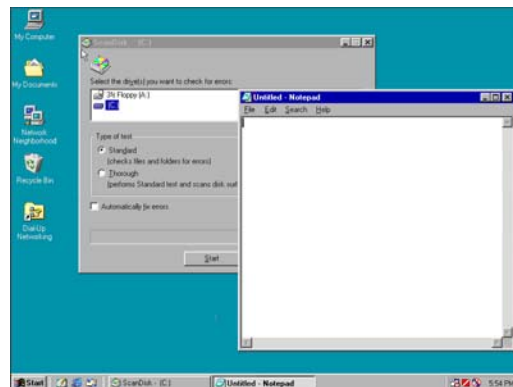 My Computer
My Documents
Network
Neighborhood
Recycle Bin
Dial-Up
Networking
ScanDisk - (C:)
Select the drive(s) you want to check for errors:
3½ Floppy (A:)
(C:)
Type of test
Standard
(checks files and folders for errors)
Thorough
(performs Standard test and scans disk surf
Automatically fix errors
Start
Untitled - Notepad
File Edit Search Help
Start
ScanDisk - (C:)
Untitled - Notepad
5:54 PM